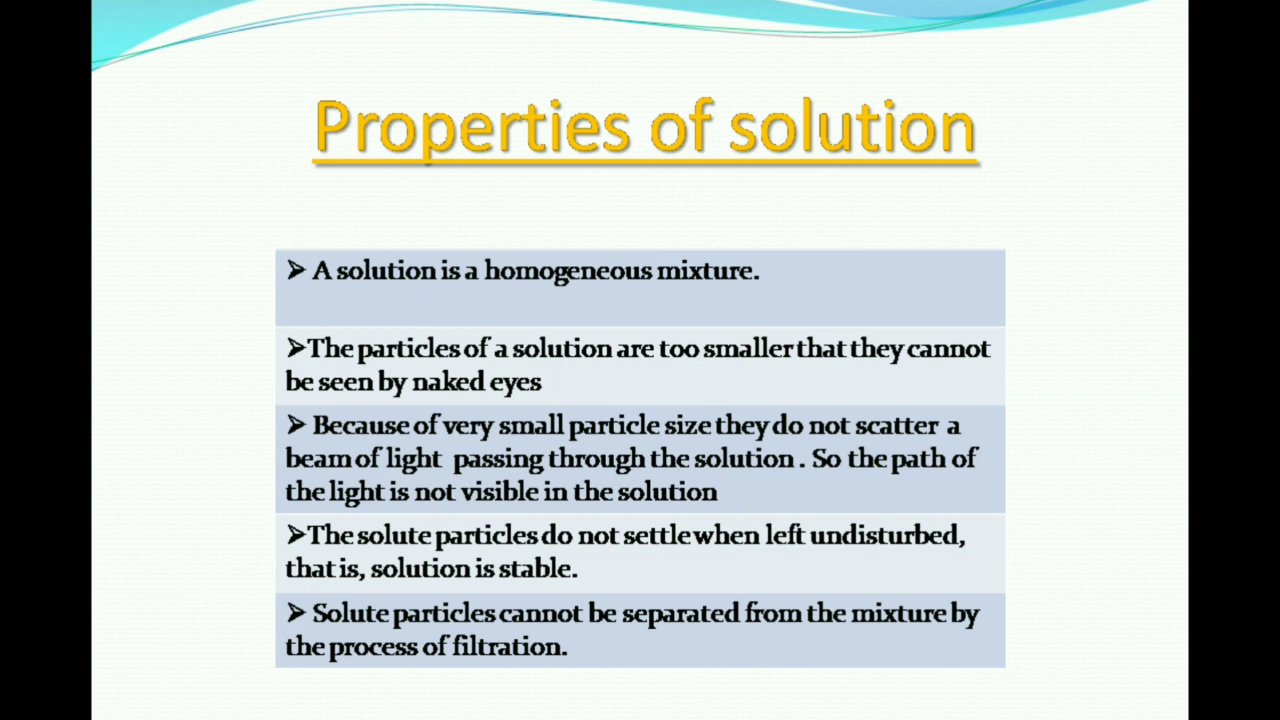 Properties of solution
➢ A solution is a homogeneous mixture.
➢The particles of a solution are too smaller that they cannot
be seen by naked eyes
➢ Because of very small particle size they do not scatter a
beam of light passing through the solution . So the path of
the light is not visible in the solution
➢The solute particles do not settle when left undisturbed,
that is, solution is stable.
➢ Solute particles cannot be separated from the mixture by
the process of filtration.